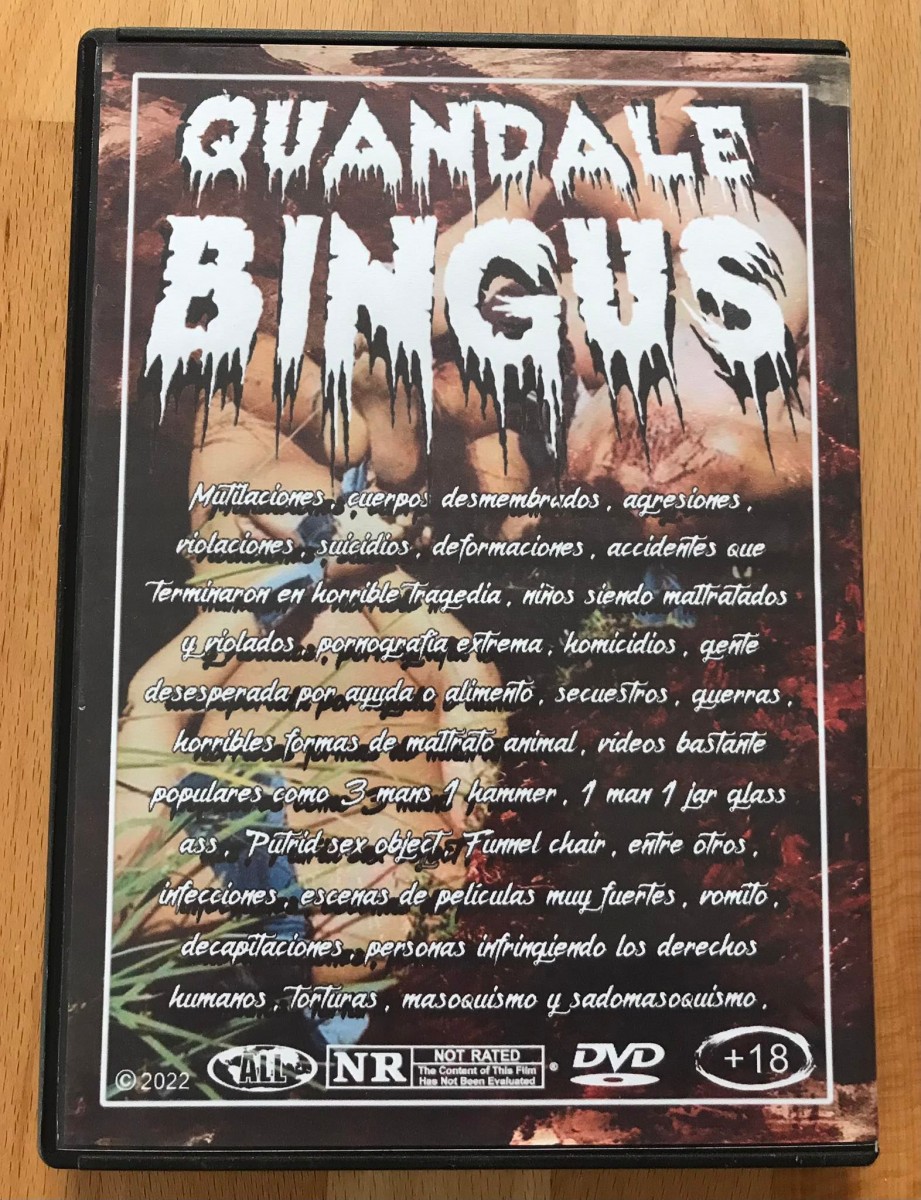 QUANDALE
BINGUS
Mutilaciones, cuerpos desmembrados, agresiones,
violaciones, suicidios, deformaciones, accidentes que
Terminaron en horrible Tragedia, niños siendo maltratados
y violados, pornografía extrema, homicidios, gente
desesperada por ayuda o alimento, secuestros, guerras,
horribles formas de maltrato animal, videos bastante
populares como 3 mans 1 hammer, 1 man 1 jar glass
ass, Putrid sex object, Funnel chair, entre otros,
infecciones, escenas de películas muy fuertes, vomito,
decapitaciones, personas infringiendo los derechos
humanos, Torturas, masoquismo y sadomasoquismo,
© 2022 ALL NR NOT RATED DVD +18
The Content of This Film
Has Not Been Evaluated